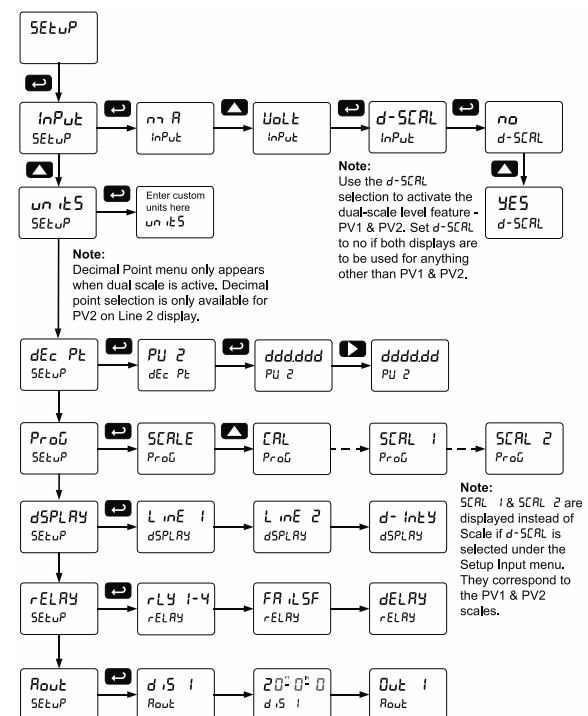 SEtuP
InPut
SEtuP
mA
InPut
VoLt
InPut
d-SCAL
InPut
no
d-SCAL
YES
d-SCAL
Note:
Use the d-SCAL
selection to activate the
dual-scale level feature -
PV1 & PV2. Set d-SCAL
to no if both displays are
to be used for anything
other than PV1 & PV2.
unitS
SEtuP
Enter custom
units here
unitS
Note:
Decimal Point menu only appears
when dual scale is active. Decimal
point selection is only available for
PV2 on Line 2 display.
dEc Pt
SEtuP
PV 2
dEc Pt
ddd.ddd
PV 2
dddd.dd
PV 2
ProG
SEtuP
SCALE
ProG
CAL
ProG
SCAL 1
ProG
SCAL 2
ProG
Note:
SCAL 1 & SCAL 2 are
displayed instead of
Scale if d-SCAL is
selected under the
Setup Input menu.
They correspond to
the PV1 & PV2
scales.
dSPLAY
SEtuP
LinE 1
dSPLAY
LinE 2
dSPLAY
d-IntY
dSPLAY
rELAY
SEtuP
rLY 1-4
rELAY
FAiLSF
rELAY
dELAY
rELAY
Aout
SEtuP
diS 1
Aout
diS 1
Out 1
Aout